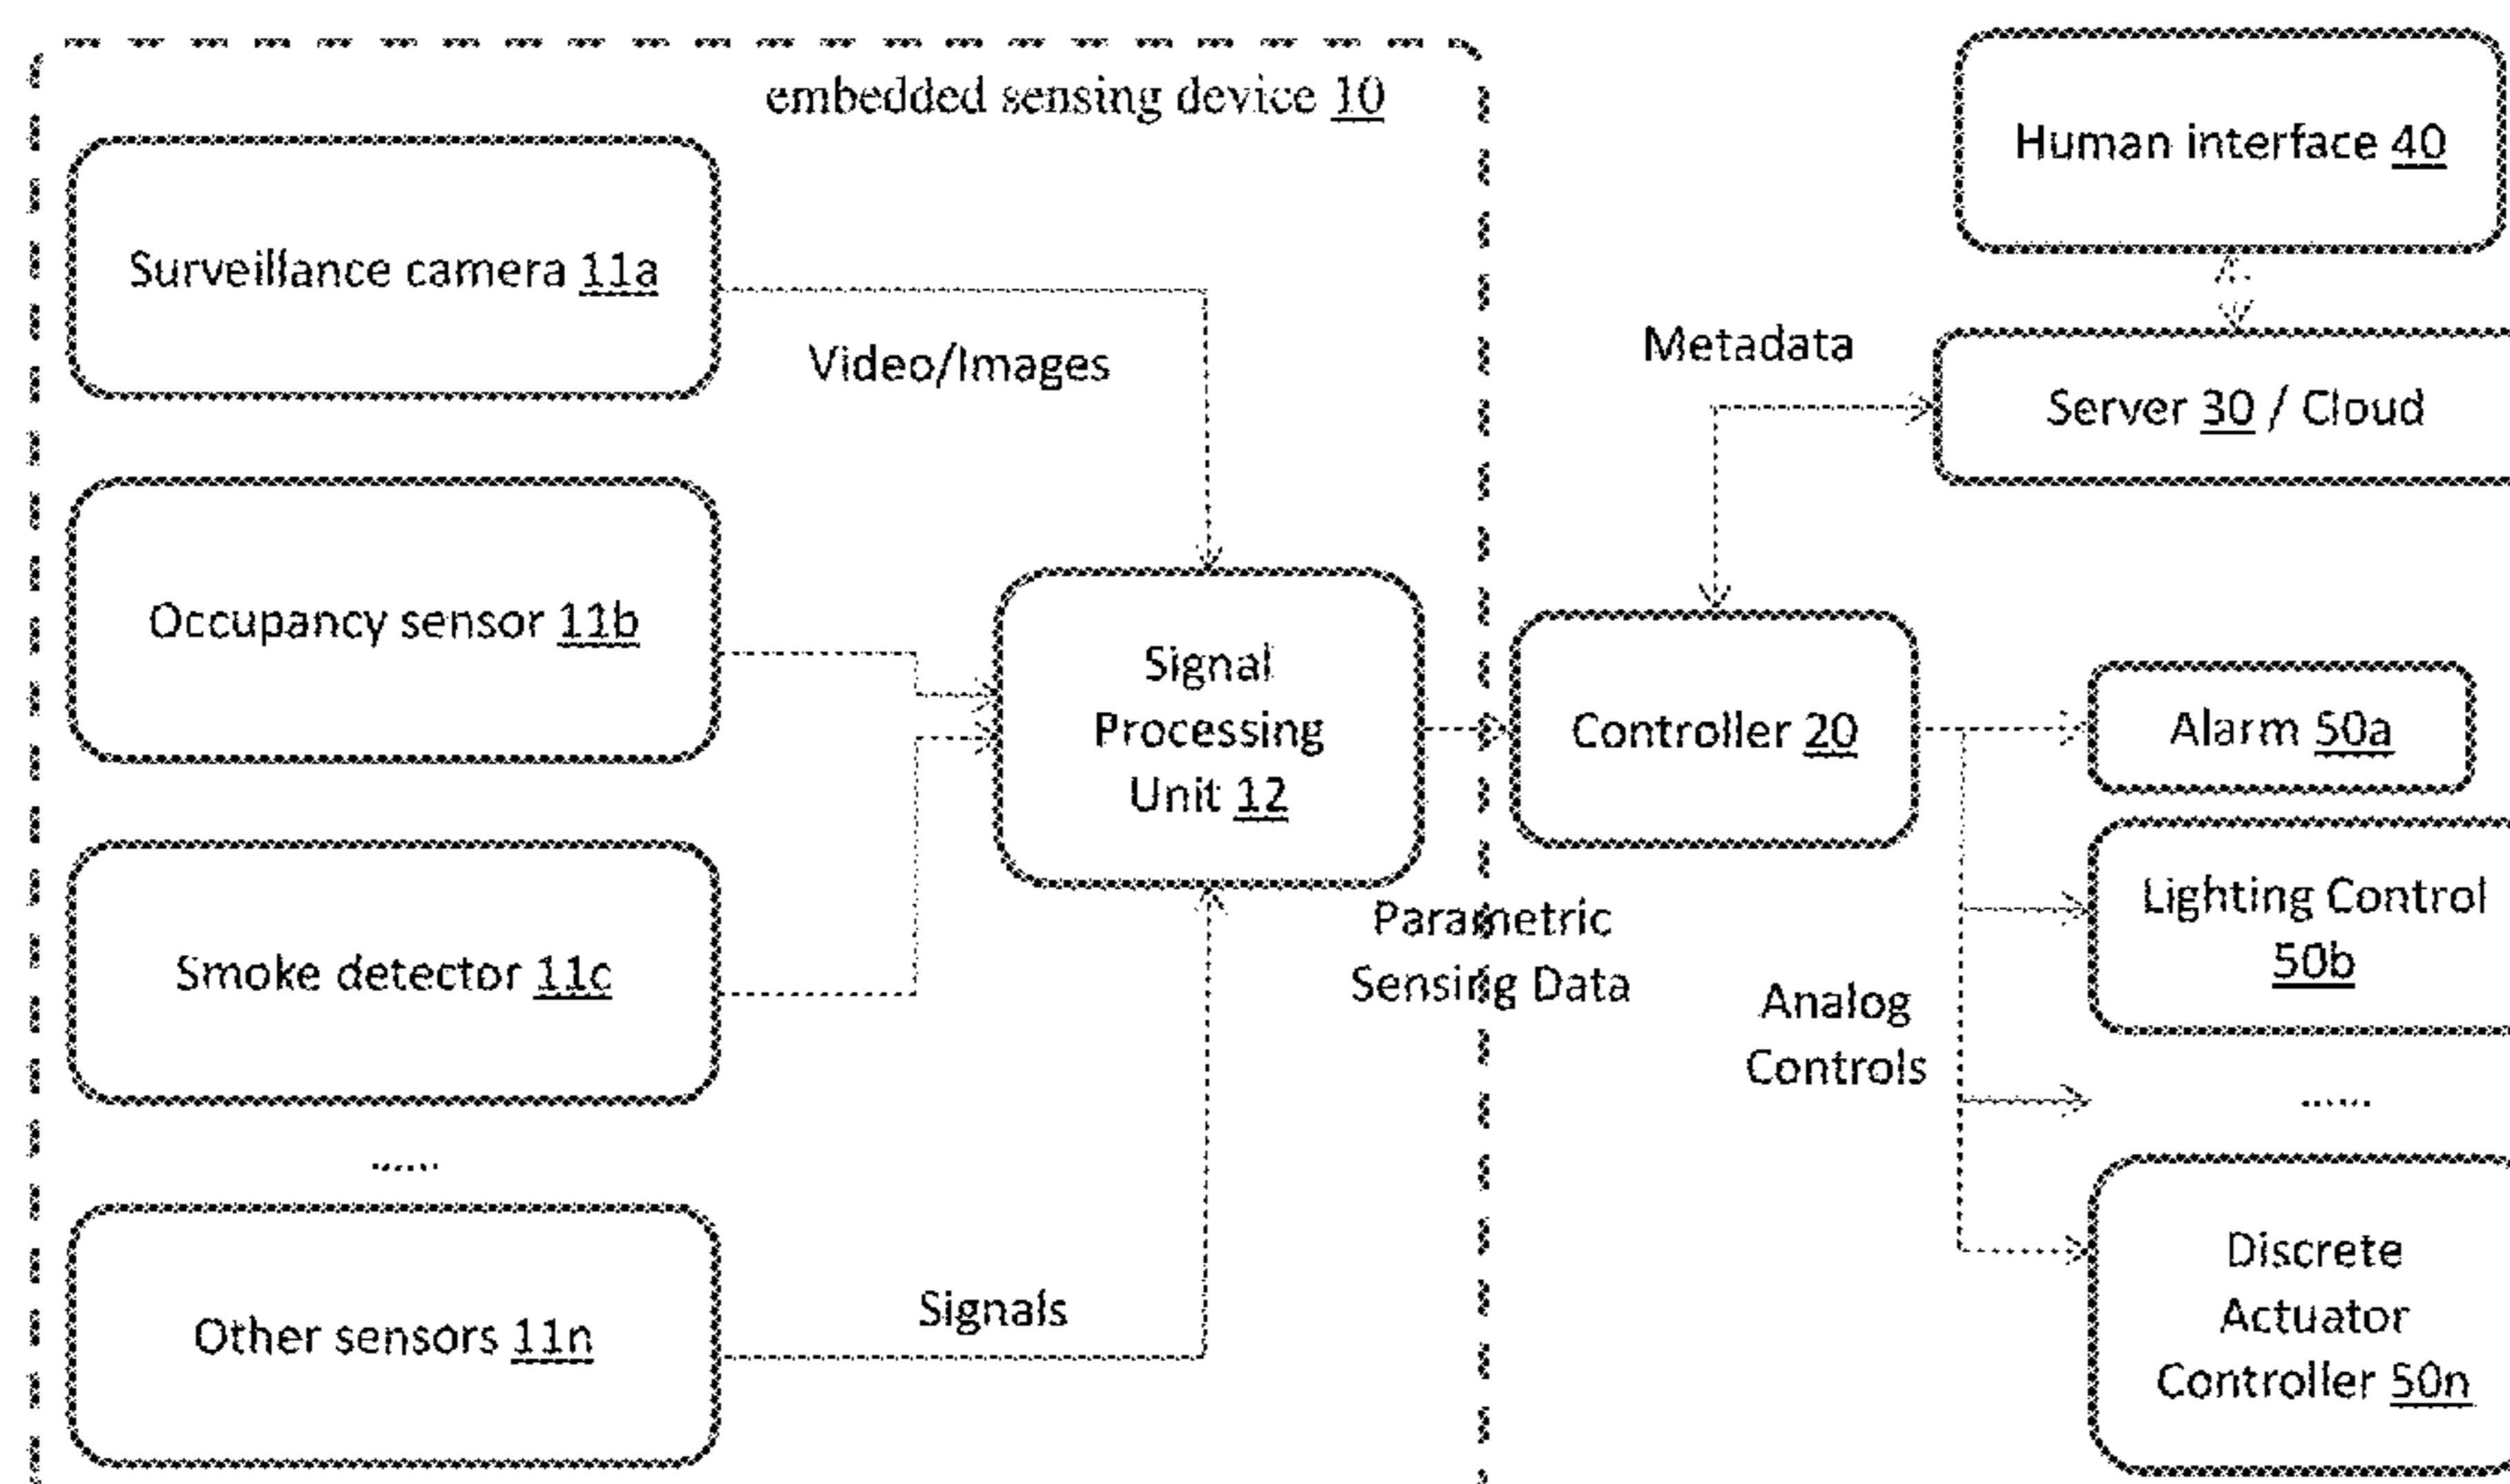 embedded sensing device 10
Surveillance camera 11a
Video/Images
Occupancy sensor 11b
Smoke detector 11c
......
Other sensors 11n
Signals
Signal
Processing
Unit 12
Parametric
Sensing Data
Human interface 40
Metadata
Server 30 / Cloud
Controller 20
Analog
Controls
Alarm 50a
Lighting Control
50b
......
Discrete
Actuator
Controller 50n